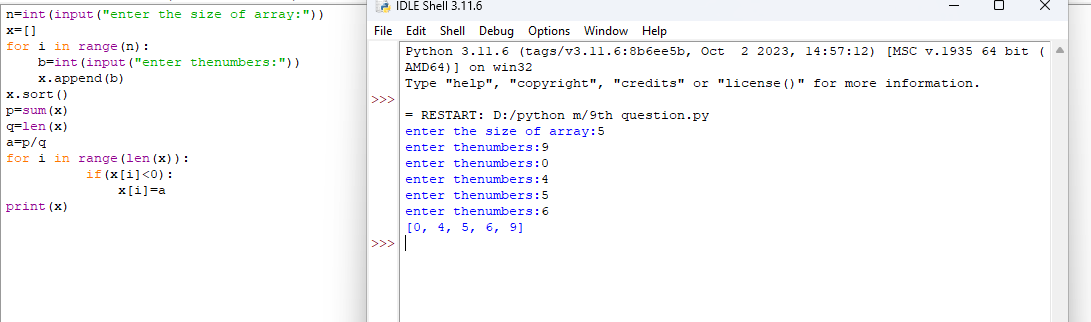 n=int(input("enter the size of array:"))
x=[]
for i in range(n):
    b=int(input("enter thenumbers:"))
    x.append(b)
x.sort()
p=sum(x)
q=len(x)
a=p/q
for i in range(len(x)):
          if(x[i]<0):
              x[i]=a
print(x)
IDLE Shell 3.11.6
File Edit Shell Debug Options Window Help
Python 3.11.6 (tags/v3.11.6:8b6ee5b, Oct  2 2023, 14:57:12) [MSC v.1935 64 bit (
AMD64)] on win32
Type "help", "copyright", "credits" or "license()" for more information.
>>>
= RESTART: D:/python m/9th question.py
enter the size of array:5
enter thenumbers:9
enter thenumbers:0
enter thenumbers:4
enter thenumbers:5
enter thenumbers:6
[0, 4, 5, 6, 9]
>>>